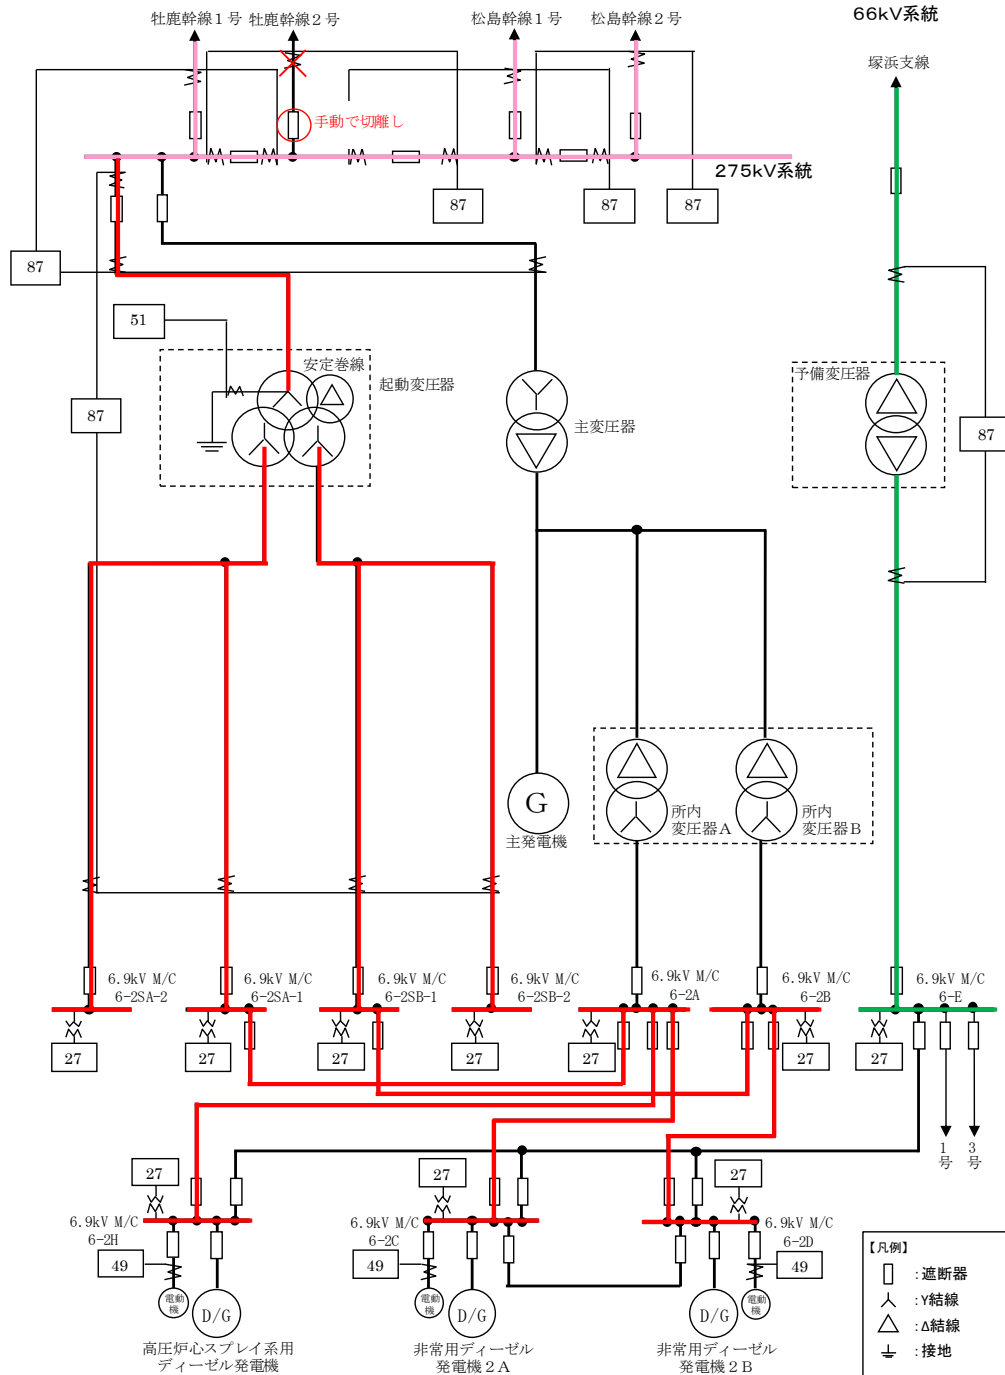 牡鹿幹線１号
牡鹿幹線２号
松島幹線１号
松島幹線２号
66kV系統
塚浜支線
手動で切離し
275kV系統
87
87
87
87
51
安定巻線
起動変圧器
予備変圧器
87
主変圧器
87
G
主発電機
所内
変圧器A
所内
変圧器B
6.9kV M/C
6-2SA-2
6.9kV M/C
6-2SA-1
6.9kV M/C
6-2SB-1
6.9kV M/C
6-2SB-2
6.9kV M/C
6-2A
6.9kV M/C
6-2B
6.9kV M/C
6-E
27
27
27
27
27
27
27
1号
3号
27
27
27
6.9kV M/C
6-2H
6.9kV M/C
6-2C
6.9kV M/C
6-2D
49
49
49
電動
機
D/G
電動
機
D/G
D/G
電動
機
高圧炉心スプレイ系用
ディーゼル発電機
非常用ディーゼル
発電機２A
非常用ディーゼル
発電機２B
【凡例】
:遮断器
:Y結線
:Δ結線
:接地